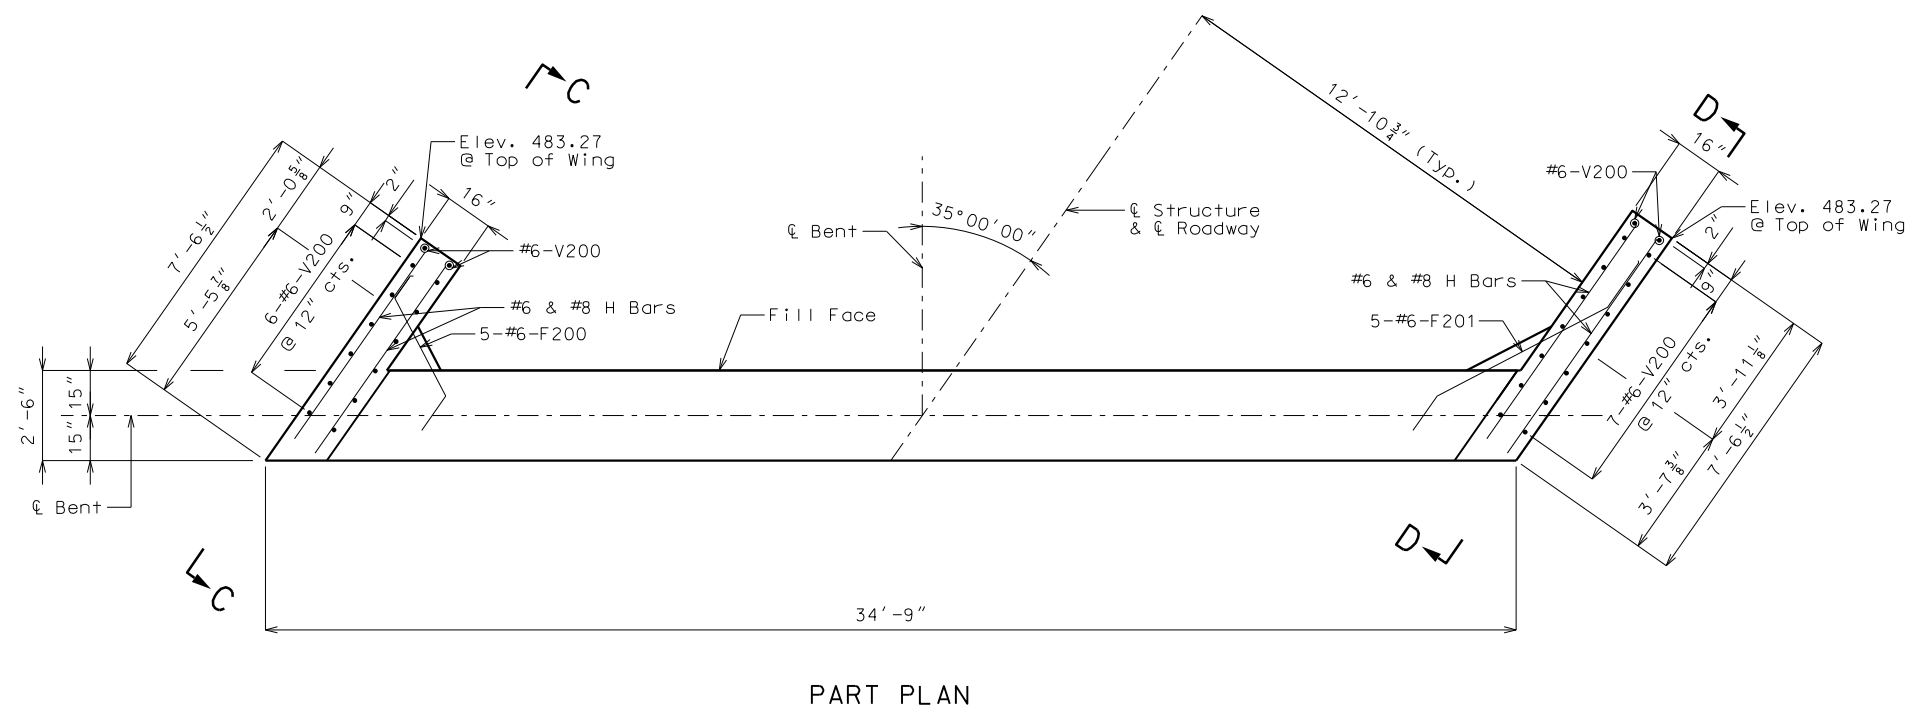 C
D
Elev. 483.27
@ Top of Wing
16"
2"
9"
2'-0⅝"
7'-6½"
5'-5⅞"
6-#6-V200
@ 12" cts.
#6-V200
#6 & #8 H Bars
5-#6-F200
℄ Bent
35°00'00"
℄ Structure
& ℄ Roadway
12'-10¾" (Typ.)
16"
#6-V200
Elev. 483.27
@ Top of Wing
2"
9"
#6 & #8 H Bars
5-#6-F201
Fill Face
7-#6-V200
@ 12" cts.
3'-11⅛"
7'-6½"
3'-7⅜"
2'-6"
15"
15"
℄ Bent
C
D
34'-9"
PART PLAN